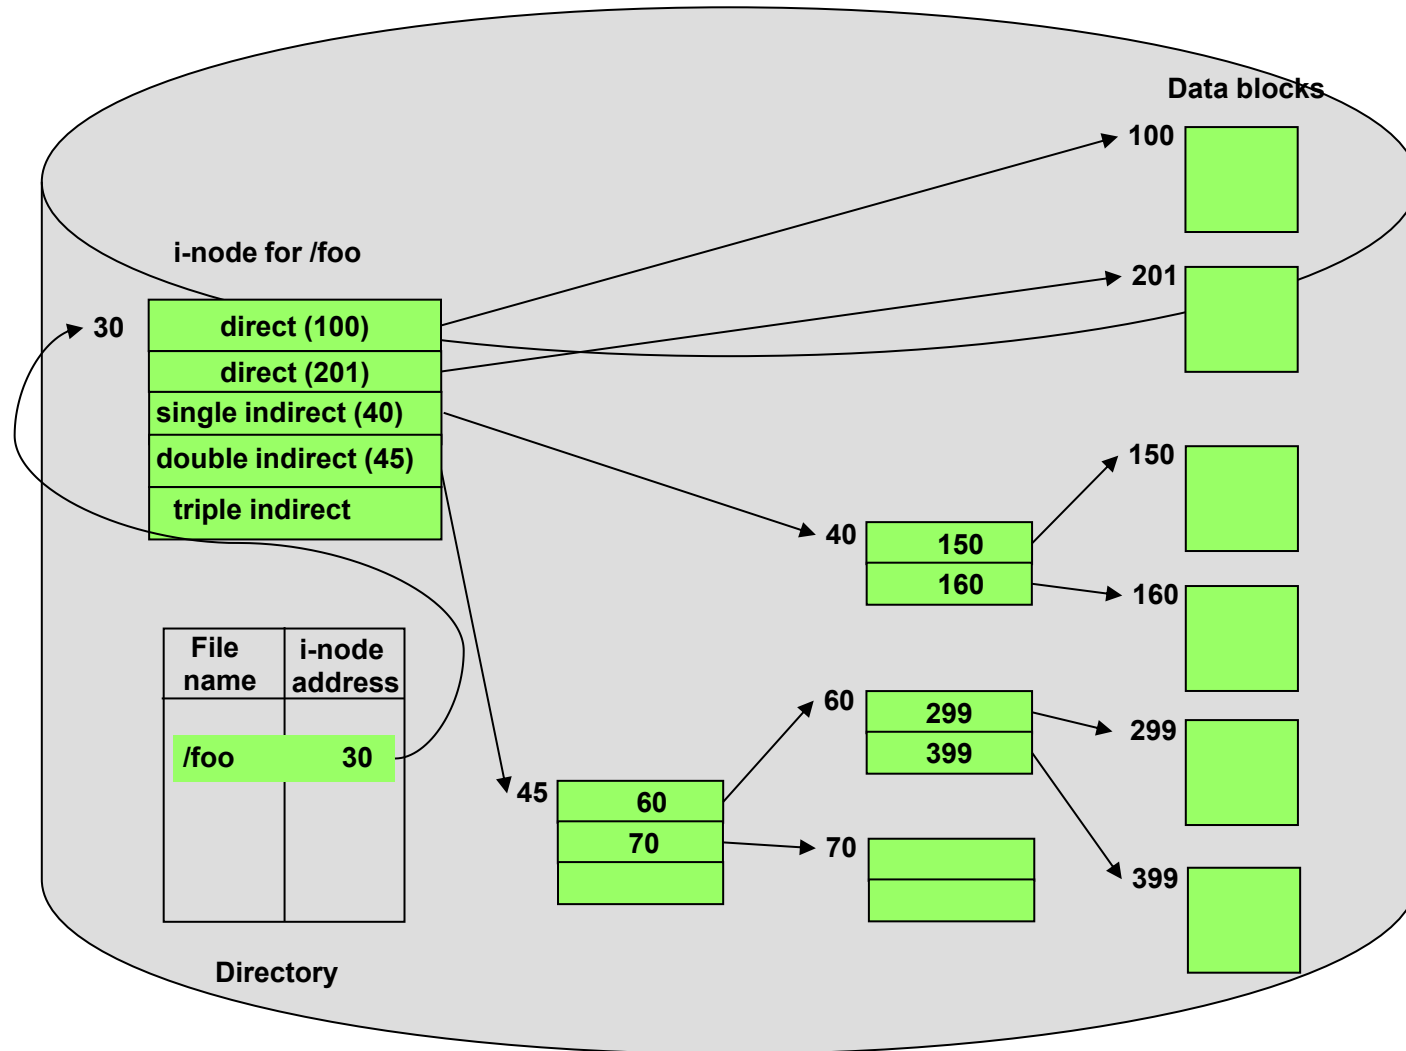 Data blocks
100
i-node for /foo
201
30
direct (100)
direct (201)
single indirect (40)
double indirect (45)
triple indirect
150
40
150
160
160
File
name
i-node
address
/foo 30
60
299
399
299
45
60
70
70
399
Directory